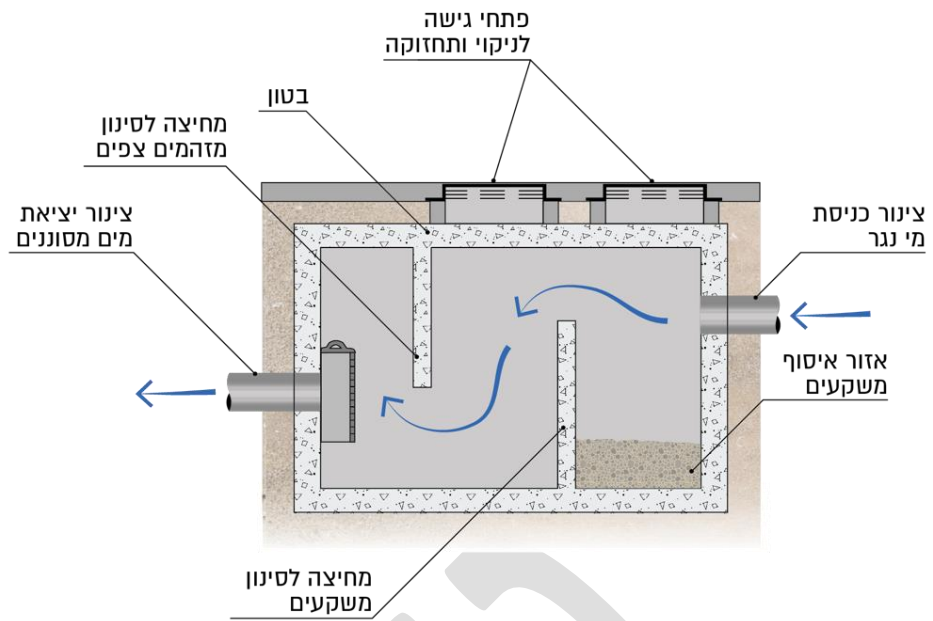 פתחי גישה
לניקוי ותחזוקה
בטון
מחיצה לסינון
מזהמים צפים
צינור יציאת
מים מסוננים
צינור כניסת
מי נגר
אזור איסוף
משקעים
מחיצה לסינון
משקעים